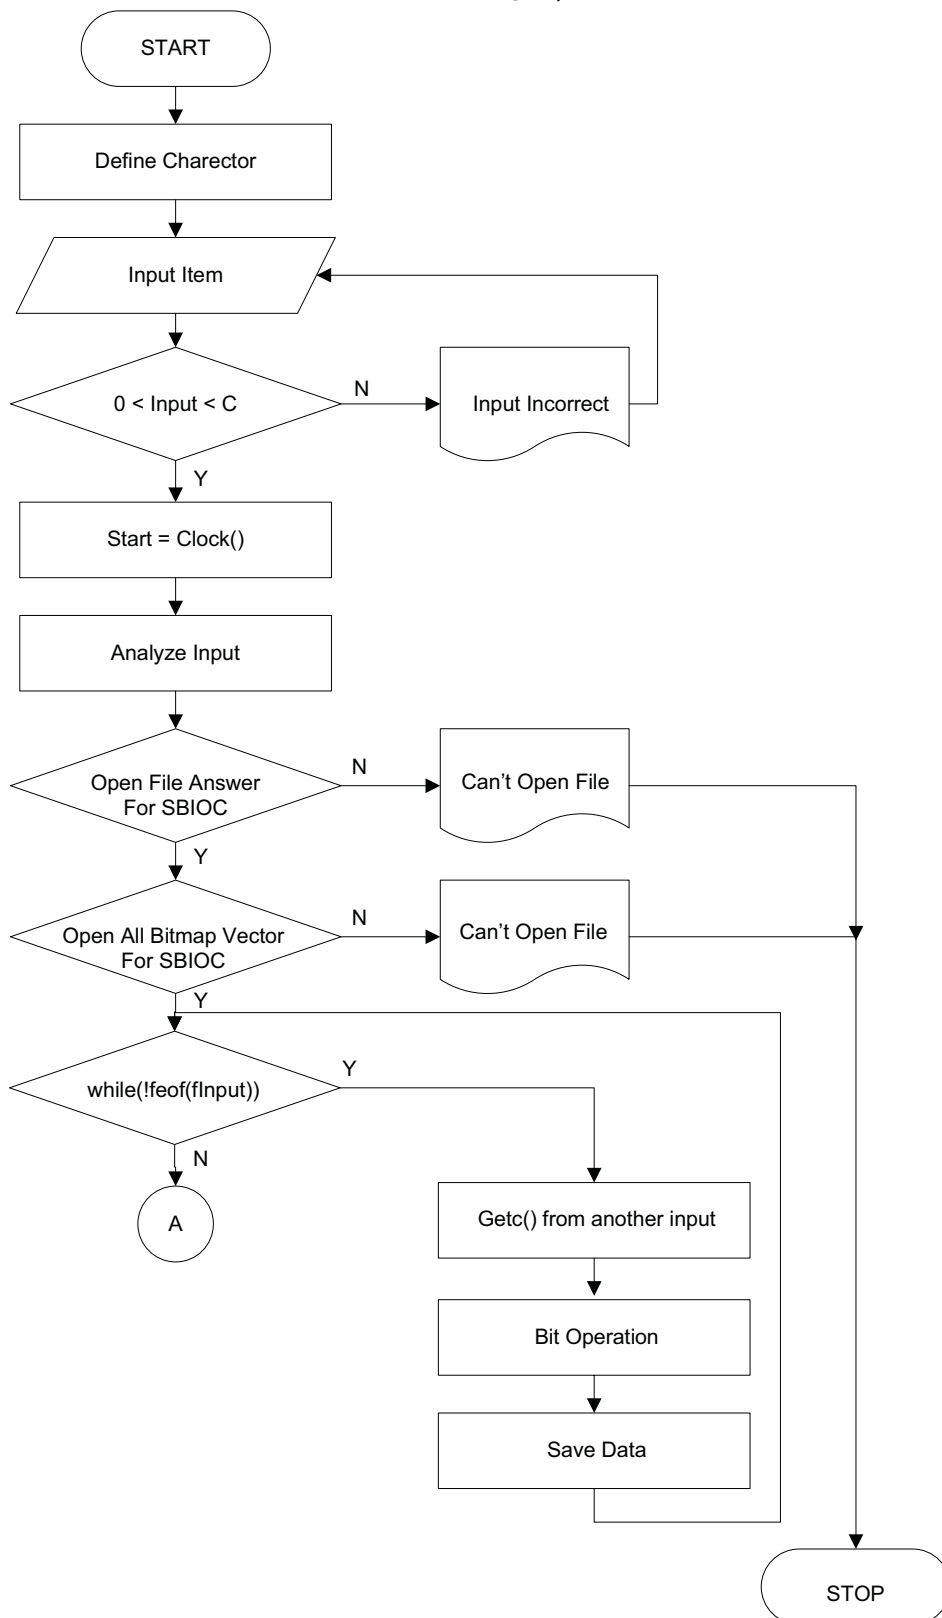 START
Define Charector
Input Item
0 < Input < C
N
Input Incorrect
Y
Start = Clock()
Analyze Input
Open File Answer
For SBIOC
N
Can't Open File
Y
Open All Bitmap Vector
For SBIOC
N
Can't Open File
Y
while(!feof(fInput))
Y
N
A
Getc() from another input
Bit Operation
Save Data
STOP